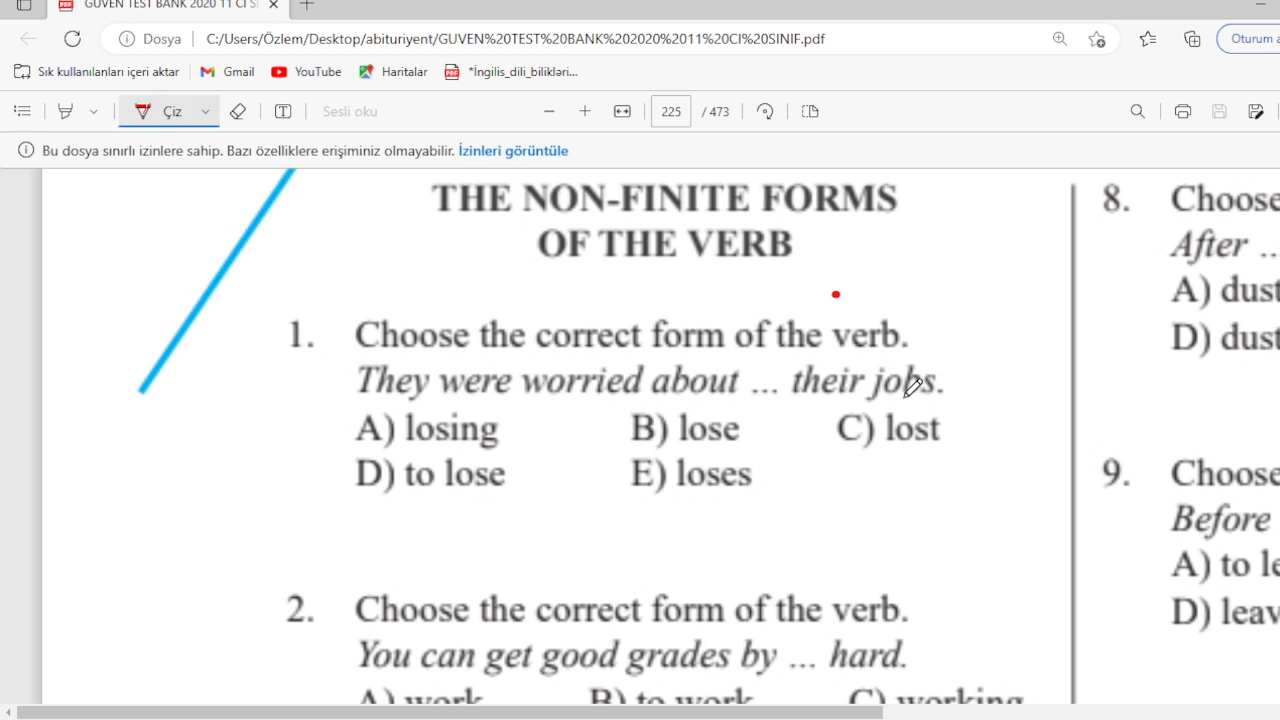 GUVEN TEST BANK 2020 11 CI S
Dosya
C:/Users/Özlem/Desktop/abituriyent/GUVEN%20TEST%20BANK%202020%2011%20CI%20SINIF.pdf
Oturum a
Sık kullanılanları içeri aktar
Gmail
YouTube
Haritalar
*İngilis_dili_bilikləri...
Çiz
Sesli oku
225 /473
Bu dosya sınırlı izinlere sahip. Bazı özelliklere erişiminiz olmayabilir. İzinleri görüntüle
THE NON-FINITE FORMS
OF THE VERB
1. Choose the correct form of the verb.
They were worried about ... their jobs.
A) losing B) lose C) lost
D) to lose E) loses
2. Choose the correct form of the verb.
You can get good grades by ... hard.
A) work B) to work C) working
8. Choose
After ..
A) dust
D) dust
9. Choose
Before
A) to le
D) leav